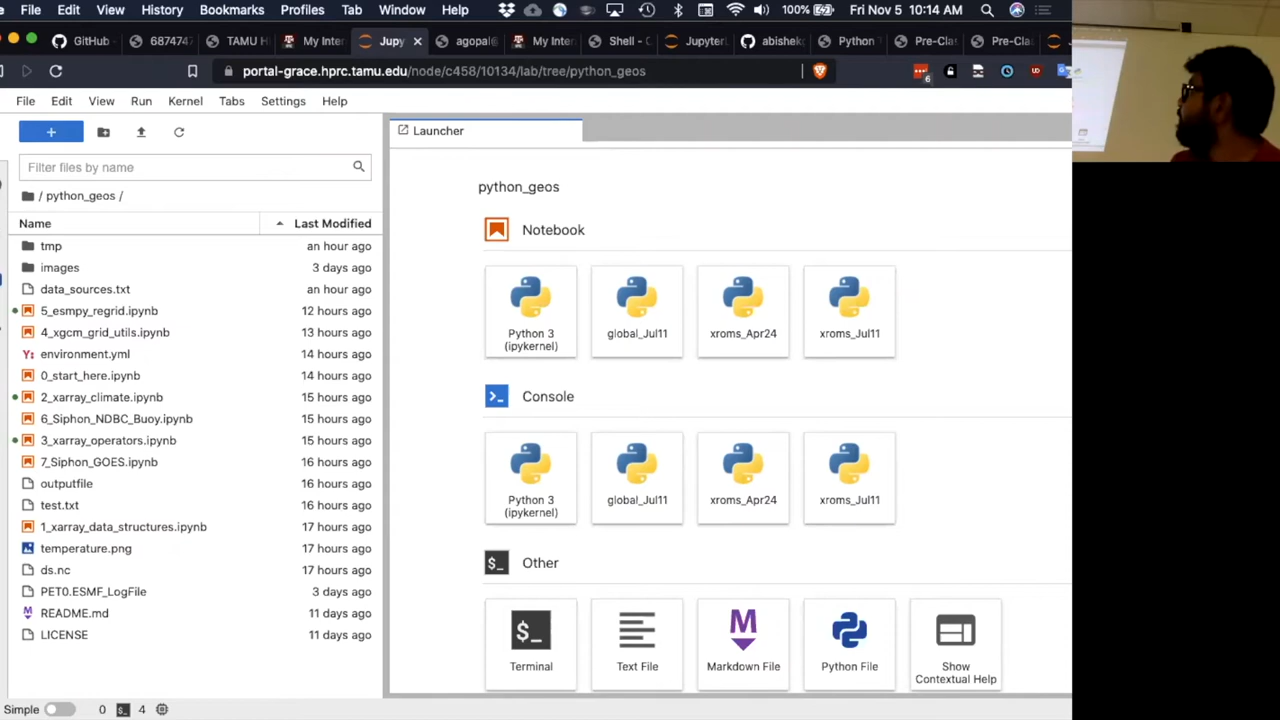 File Edit View History Bookmarks Profiles Tab Window Help 100% Fri Nov 5 10:14 AM
GitHub 6874747 TAMU H My Inter Jupy agopal@ My Inter Shell - C JupyterL abishekg Python T Pre-Clas Pre-Clas
portal-grace.hprc.tamu.edu/node/c458/10134/lab/tree/python_geos
File Edit View Run Kernel Tabs Settings Help
Launcher
Filter files by name
/ python_geos /
Name Last Modified
tmp an hour ago
images 3 days ago
data_sources.txt an hour ago
5_esmpy_regrid.ipynb 12 hours ago
4_xgcm_grid_utils.ipynb 13 hours ago
environment.yml 14 hours ago
0_start_here.ipynb 14 hours ago
2_xarray_climate.ipynb 15 hours ago
6_Siphon_NDBC_Buoy.ipynb 15 hours ago
3_xarray_operators.ipynb 15 hours ago
7_Siphon_GOES.ipynb 16 hours ago
outputfile 16 hours ago
test.txt 16 hours ago
1_xarray_data_structures.ipynb 17 hours ago
temperature.png 17 hours ago
ds.nc 17 hours ago
PET0.ESMF_LogFile 3 days ago
README.md 11 days ago
LICENSE 11 days ago
python_geos
Notebook
Python 3 (ipykernel)
global_Jul11
xroms_Apr24
xroms_Jul11
Console
Python 3 (ipykernel)
global_Jul11
xroms_Apr24
xroms_Jul11
$_ Other
$_ Terminal
Text File
M Markdown File
Python File
Show Contextual Help
Simple 0 $_ 4